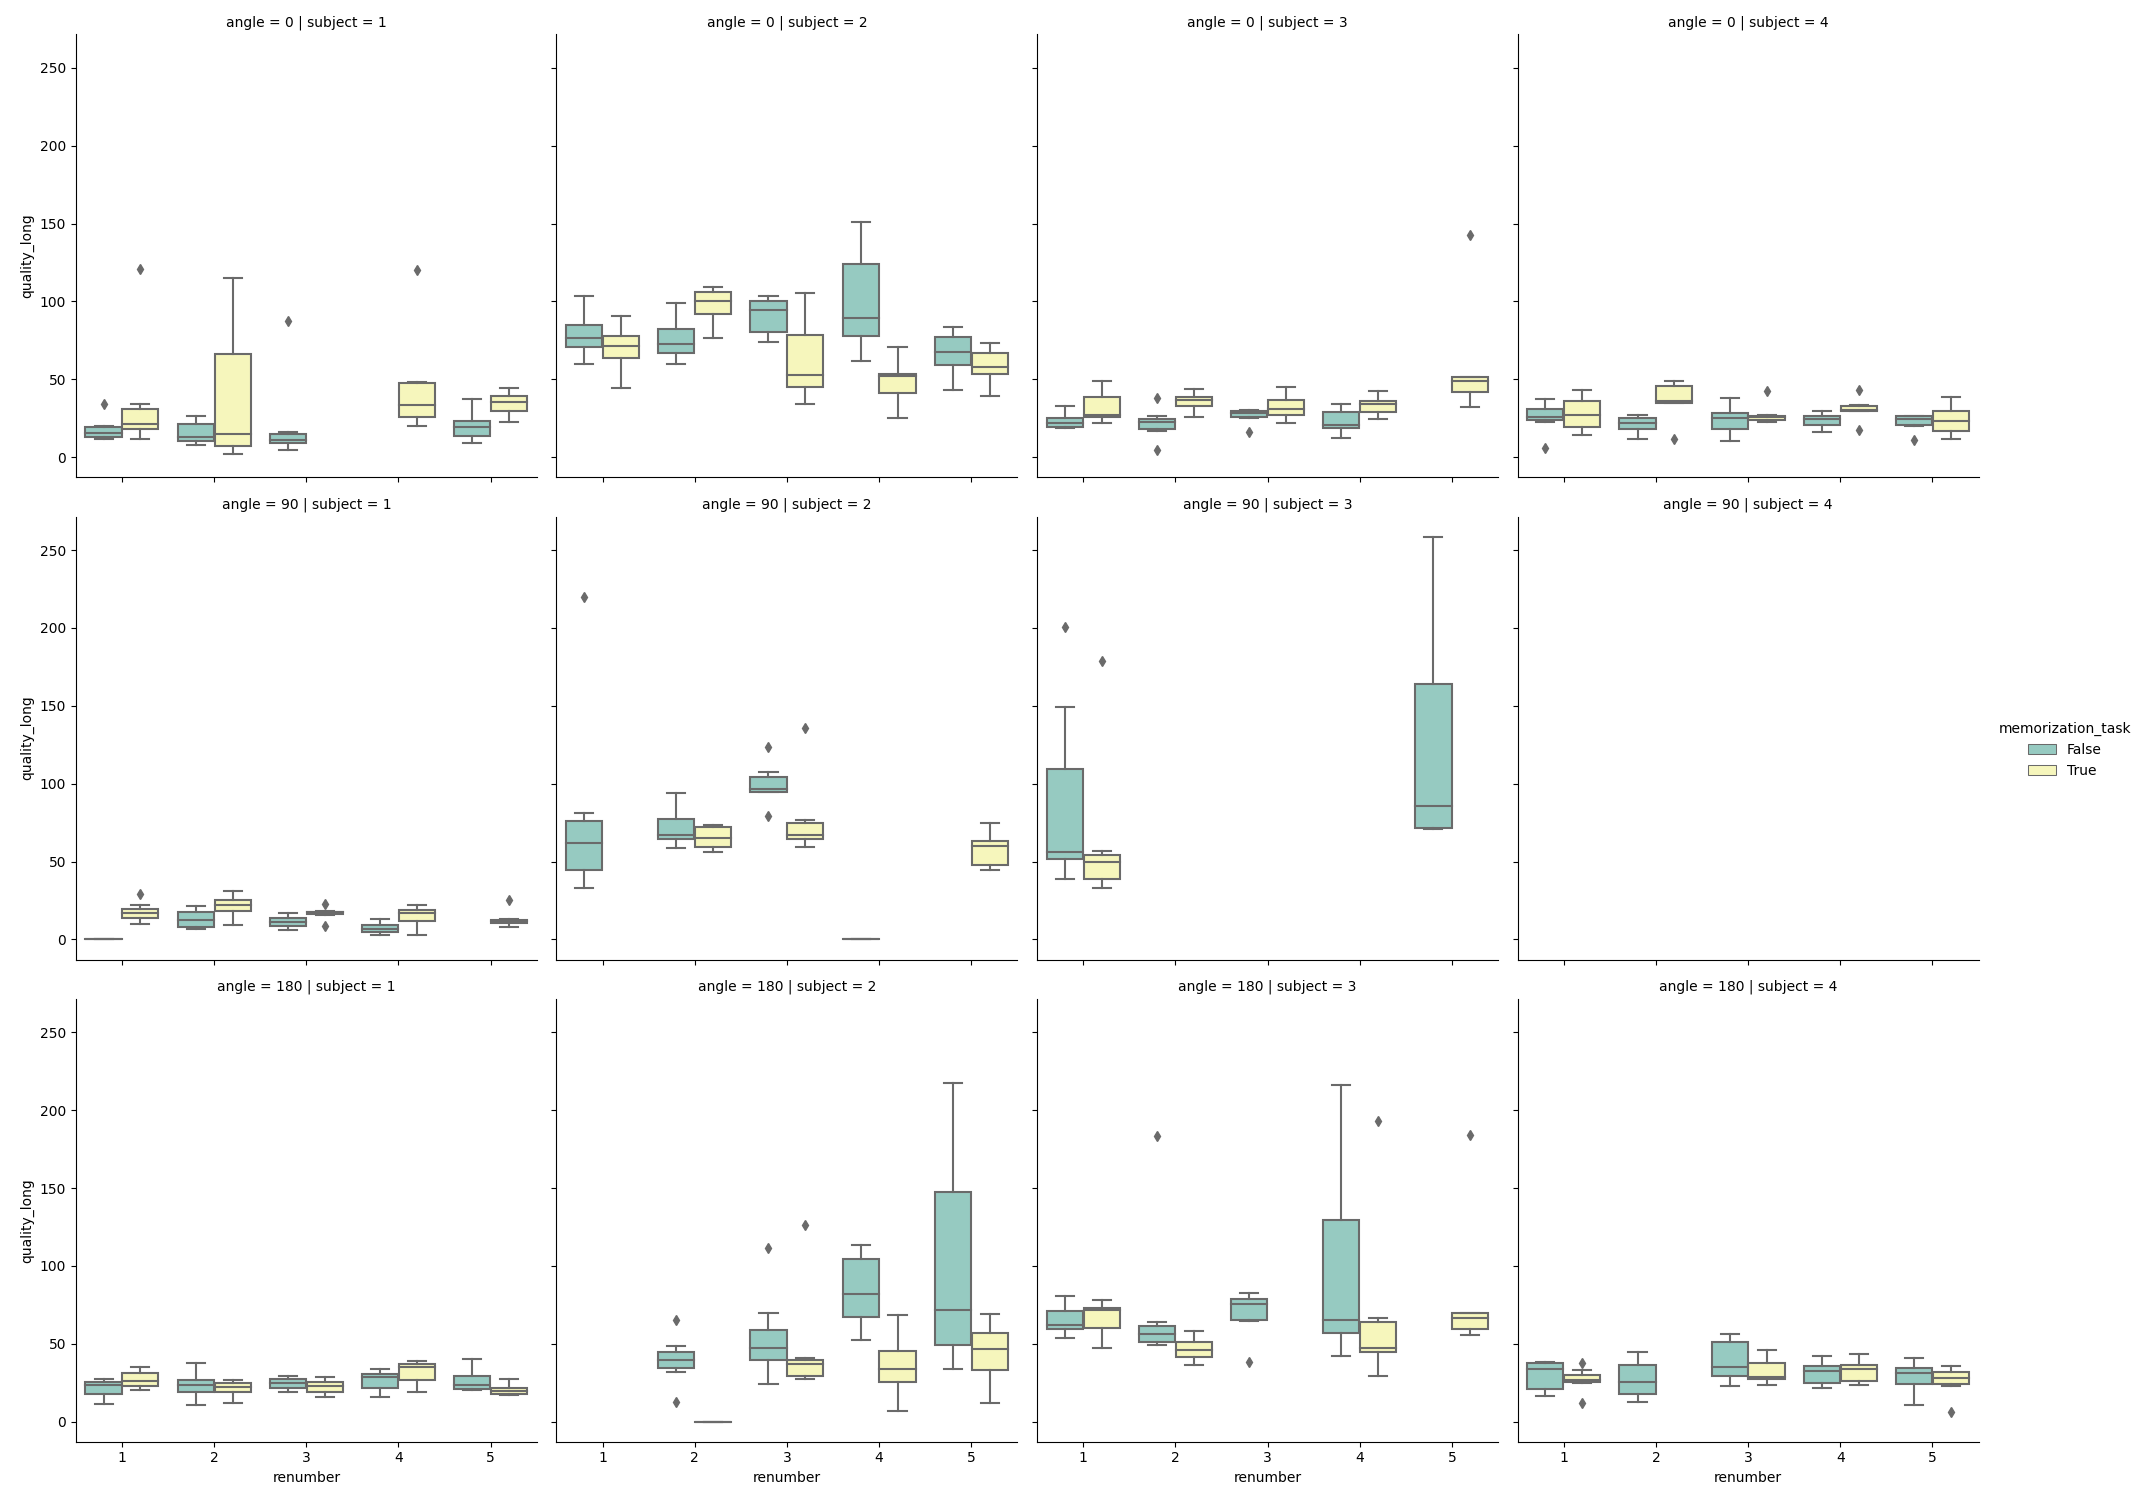 angle = 0 | subject = 1
angle = 0 | subject = 2
angle = 0 | subject = 3
angle = 0 | subject = 4
250
200
150
100
50
0
quality_long
angle = 90 | subject = 1
angle = 90 | subject = 2
angle = 90 | subject = 3
angle = 90 | subject = 4
250
200
150
100
50
0
quality_long
memorization_task
False
True
angle = 180 | subject = 1
angle = 180 | subject = 2
angle = 180 | subject = 3
angle = 180 | subject = 4
250
200
150
100
50
0
quality_long
1 2 3 4 5
renumber
1 2 3 4 5
renumber
1 2 3 4 5
renumber
1 2 3 4 5
renumber